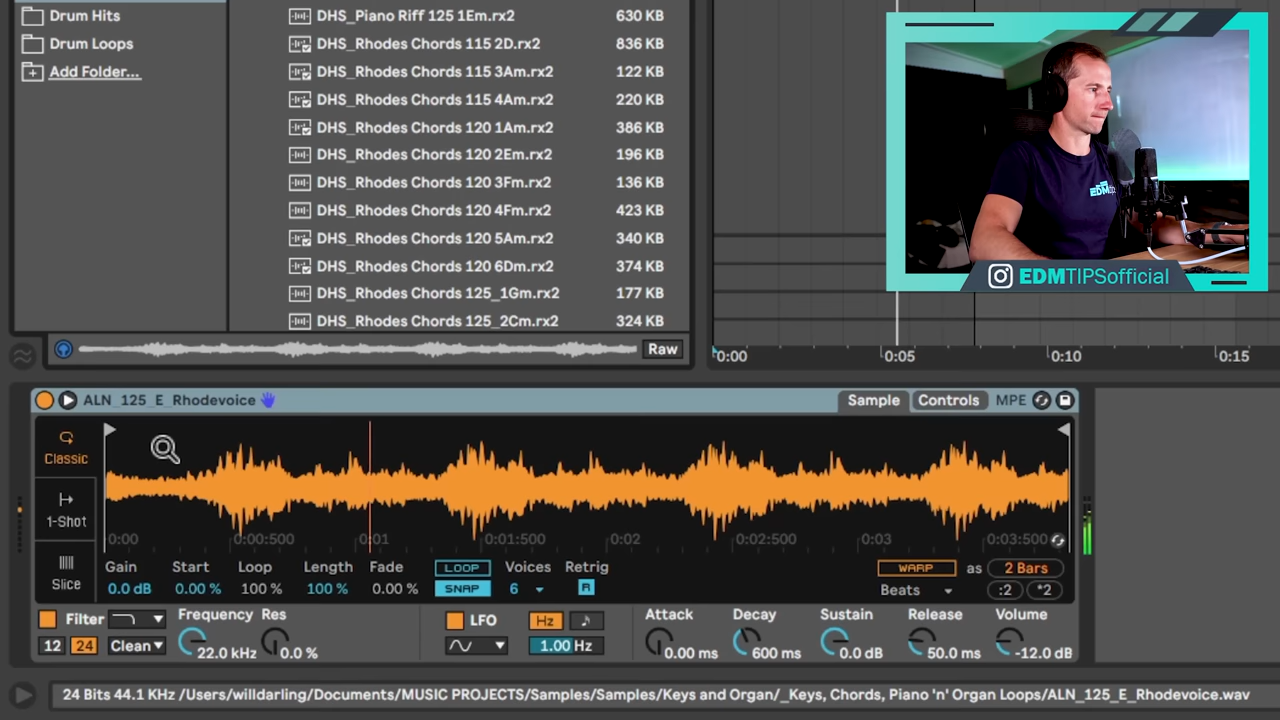 Drum Hits
Drum Loops
Add Folder...
DHS_Piano Riff 125 1Em.rx2 630 KB
DHS_Rhodes Chords 115 2D.rx2 836 KB
DHS_Rhodes Chords 115 3Am.rx2 122 KB
DHS_Rhodes Chords 115 4Am.rx2 220 KB
DHS_Rhodes Chords 120 1Am.rx2 386 KB
DHS_Rhodes Chords 120 2Em.rx2 196 KB
DHS_Rhodes Chords 120 3Fm.rx2 136 KB
DHS_Rhodes Chords 120 4Fm.rx2 423 KB
DHS_Rhodes Chords 120 5Am.rx2 340 KB
DHS_Rhodes Chords 120 6Dm.rx2 374 KB
DHS_Rhodes Chords 125_1Gm.rx2 177 KB
DHS_Rhodes Chords 125_2Cm.rx2 324 KB
Raw
EDM
EDMTIPSofficial
0:00 0:05 0:10 0:15
ALN_125_E_Rhodevoice Sample Controls MPE
Classic
1-Shot
Slice
0:00 0:00:500 0:01 0:01:500 0:02 0:02:500 0:03 0:03:500
Gain Start Loop Length Fade LOOP Voices Retrig WARP as 2 Bars
0.0 dB 0.00 % 100 % 100 % 0.00 % SNAP 6 R Beats :2 *2
Filter Frequency Res LFO Hz Attack Decay Sustain Release Volume
12 24 Clean 22.0 kHz 0.0 % 1.00 Hz 0.00 ms 600 ms 0.0 dB 50.0 ms -12.0 dB
24 Bits 44.1 KHz /Users/willdarling/Documents/MUSIC PROJECTS/Samples/Samples/Keys and Organ/_Keys, Chords, Piano 'n' Organ Loops/ALN_125_E_Rhodevoice.wav